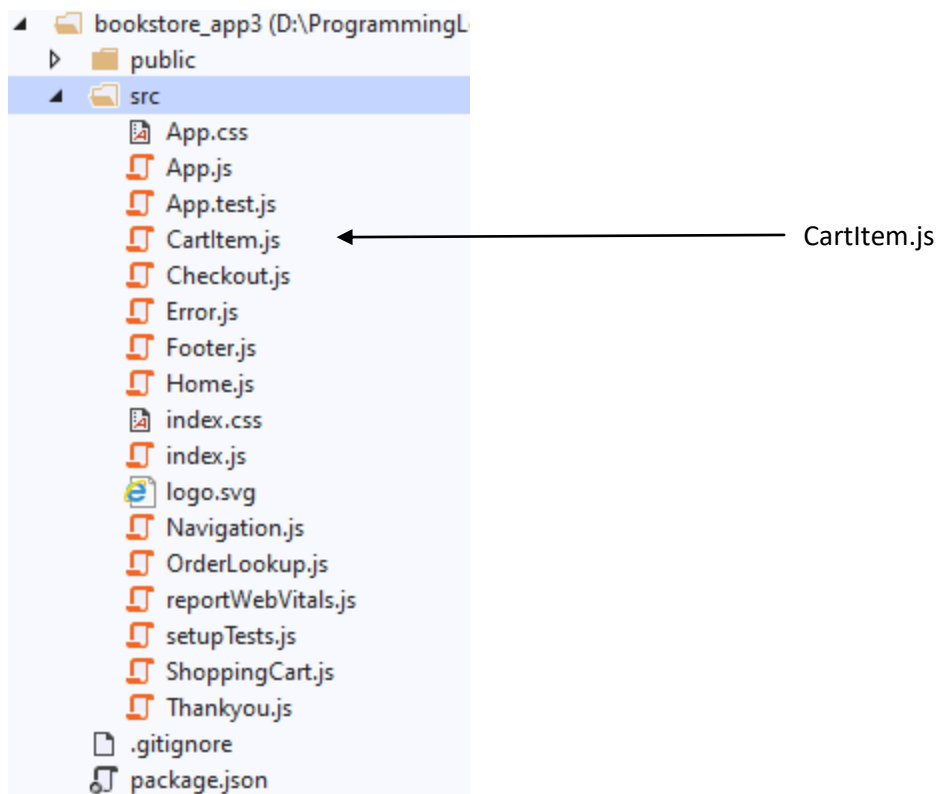 bookstore_app3 (D:\ProgrammingL
public
src
App.css
App.js
App.test.js
CartItem.js
CartItem.js
Checkout.js
Error.js
Footer.js
Home.js
index.css
index.js
logo.svg
Navigation.js
OrderLookup.js
reportWebVitals.js
setupTests.js
ShoppingCart.js
Thankyou.js
.gitignore
package.json